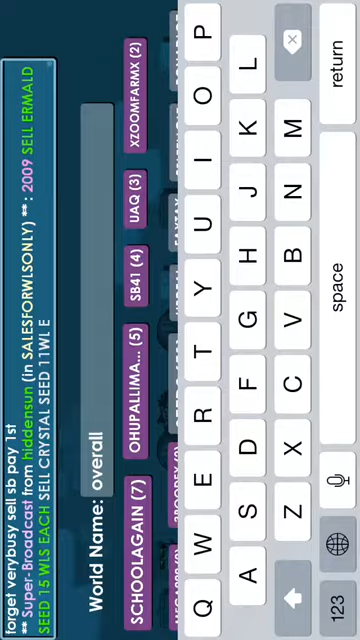 forget verybusy sell sb pay 1st
** Super-Broadcast from hiddensun (in SALESFORWLSONLY) ** : 2009 SELL ERMALD
SEED 15 WLS EACH SELL CRYSTAL SEED 11WL E
World Name: overall
SCHOOLAGAIN (7) OHUPALLIMA... (5) SB41 (4) UAQ (3) XZOOMFARMX (2)
Q W E R T Y U I O P
A S D F G H J K L
Z X C V B N M
123 space return